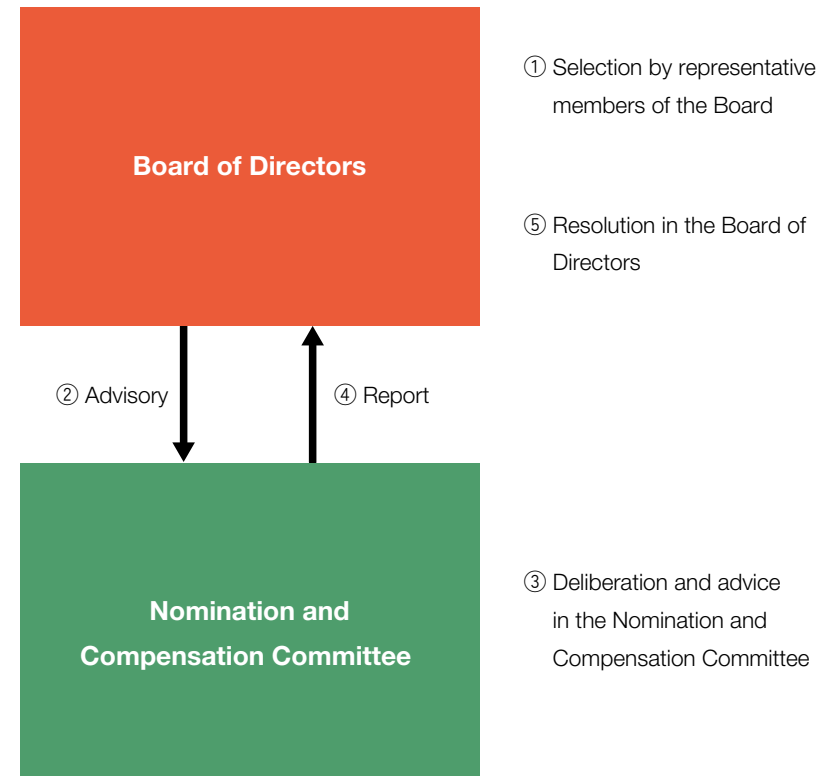 ① Selection by representative
members of the Board
Board of Directors
⑤ Resolution in the Board of
Directors
② Advisory
④ Report
Nomination and
Compensation Committee
③ Deliberation and advice
in the Nomination and
Compensation Committee